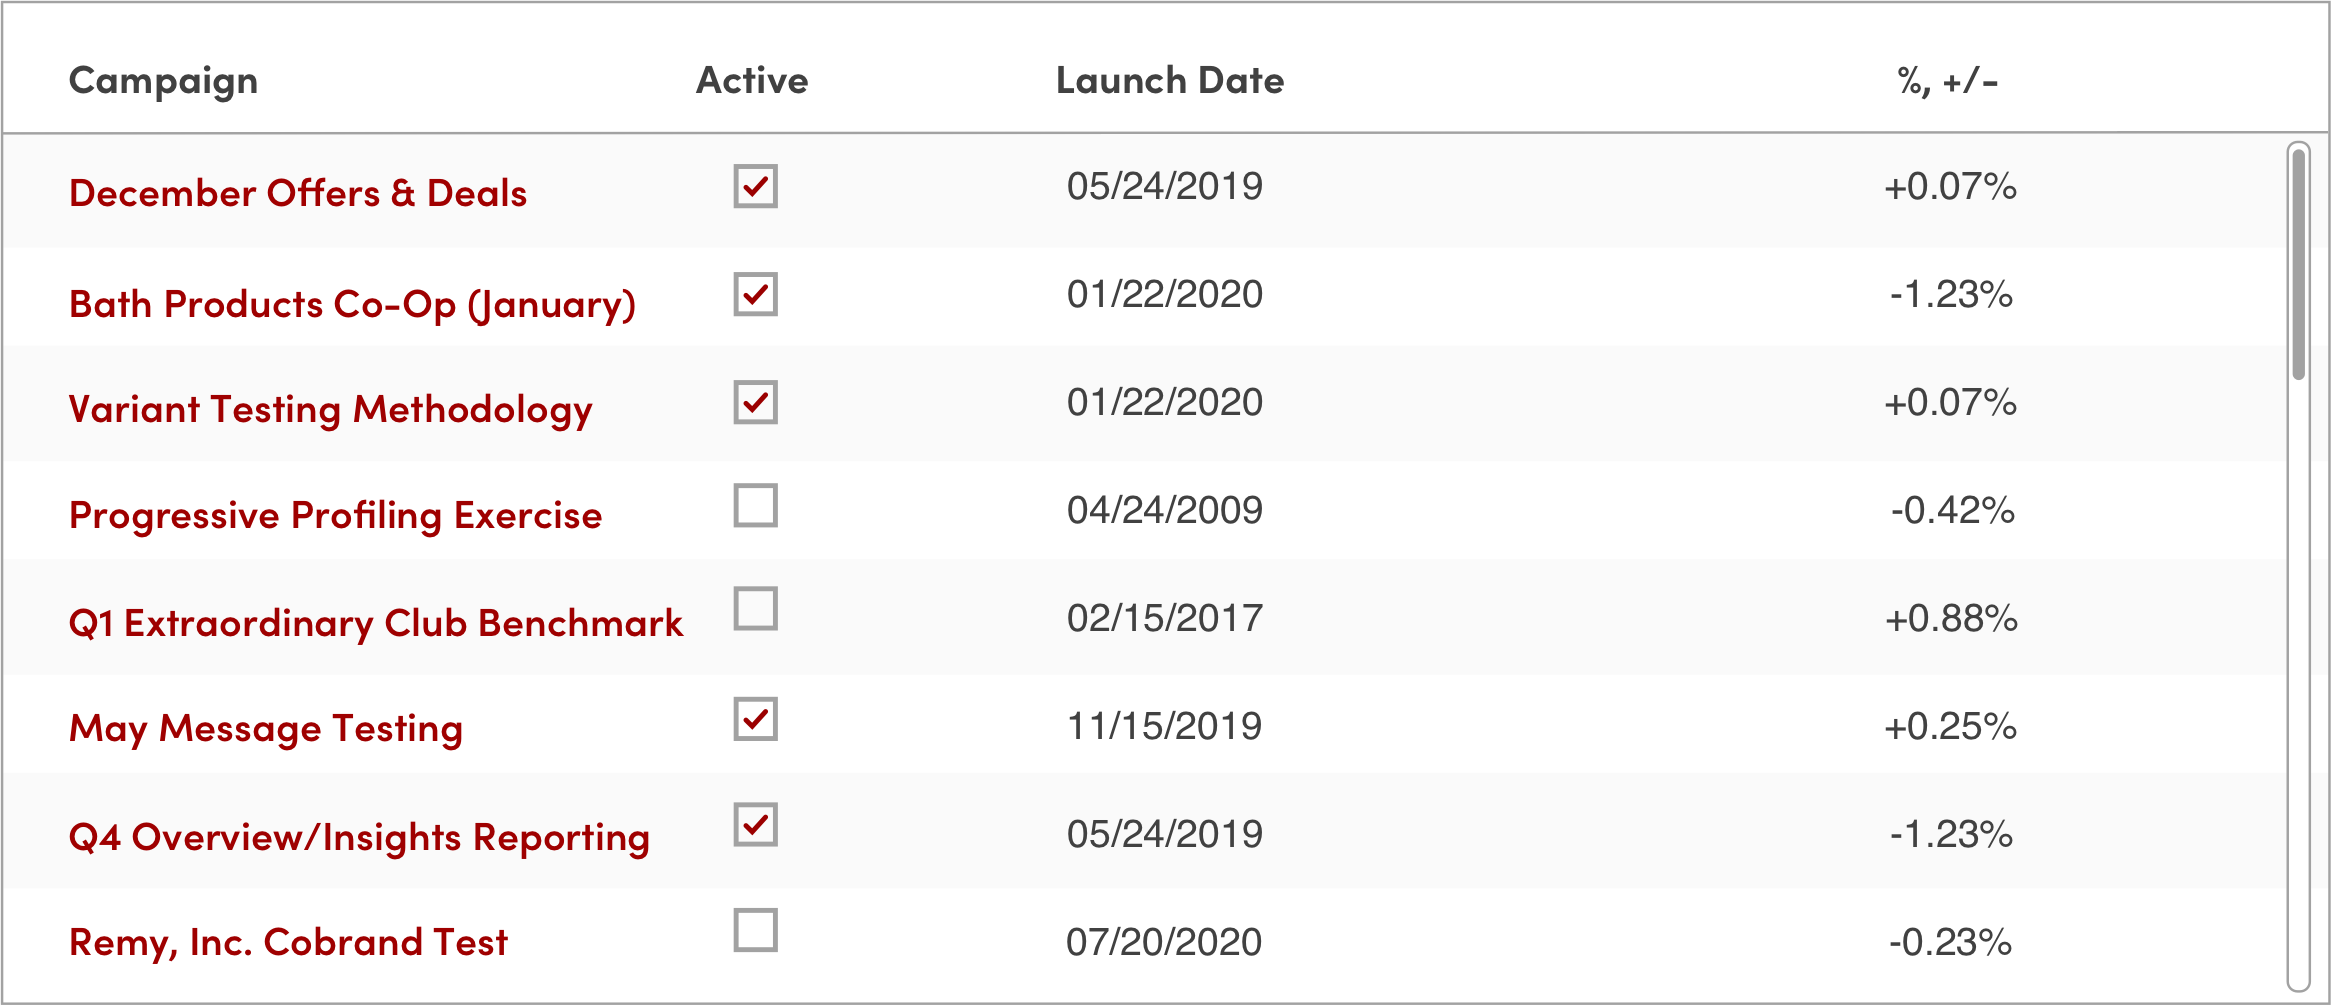 Campaign Active Launch Date %, +/-
December Offers & Deals 05/24/2019 +0.07%
Bath Products Co-Op (January) 01/22/2020 -1.23%
Variant Testing Methodology 01/22/2020 +0.07%
Progressive Profiling Exercise 04/24/2009 -0.42%
Q1 Extraordinary Club Benchmark 02/15/2017 +0.88%
May Message Testing 11/15/2019 +0.25%
Q4 Overview/Insights Reporting 05/24/2019 -1.23%
Remy, Inc. Cobrand Test 07/20/2020 -0.23%